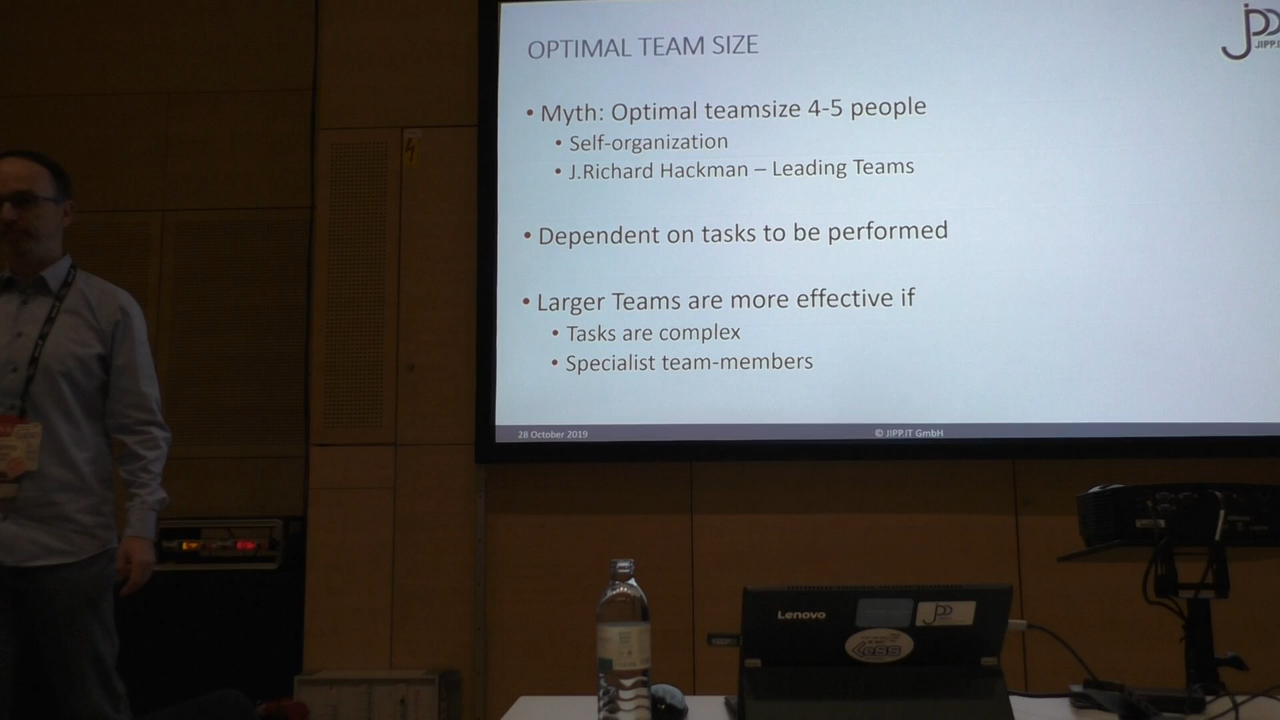 OPTIMAL TEAM SIZE
JIPP.I
• Myth: Optimal teamsize 4-5 people
• Self-organization
• J.Richard Hackman – Leading Teams
• Dependent on tasks to be performed
• Larger Teams are more effective if
• Tasks are complex
• Specialist team-members
28 October 2019
© JIPP.IT GmbH
Lenovo